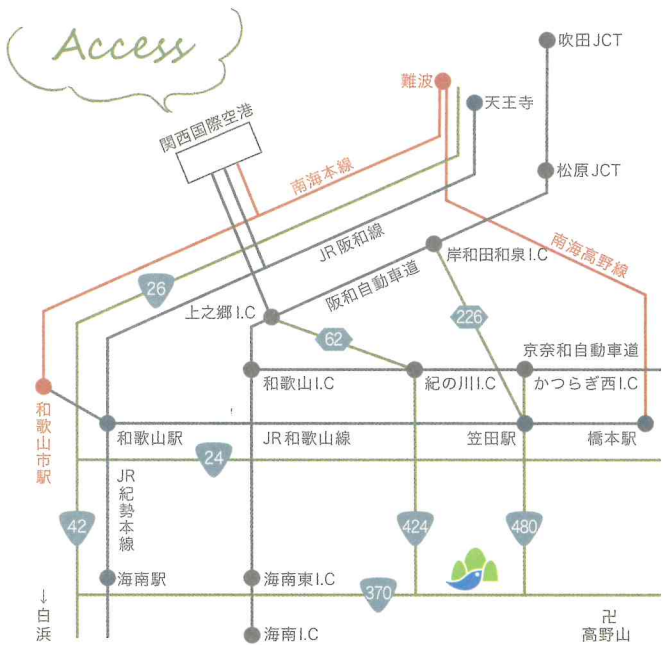 Access
吹田JCT
難波
天王寺
関西国際空港
松原JCT
南海本線
JR阪和線
岸和田和泉I.C
南海高野線
阪和自動車道
26
上之郷I.C
226
62
京奈和自動車道
和歌山I.C
紀の川I.C
かつらぎ西I.C
和歌山市駅
和歌山駅
JR和歌山線
笠田駅
橋本駅
24
JR紀勢本線
42
424
480
海南駅
海南東I.C
370
↓白浜
海南I.C
卍
高野山